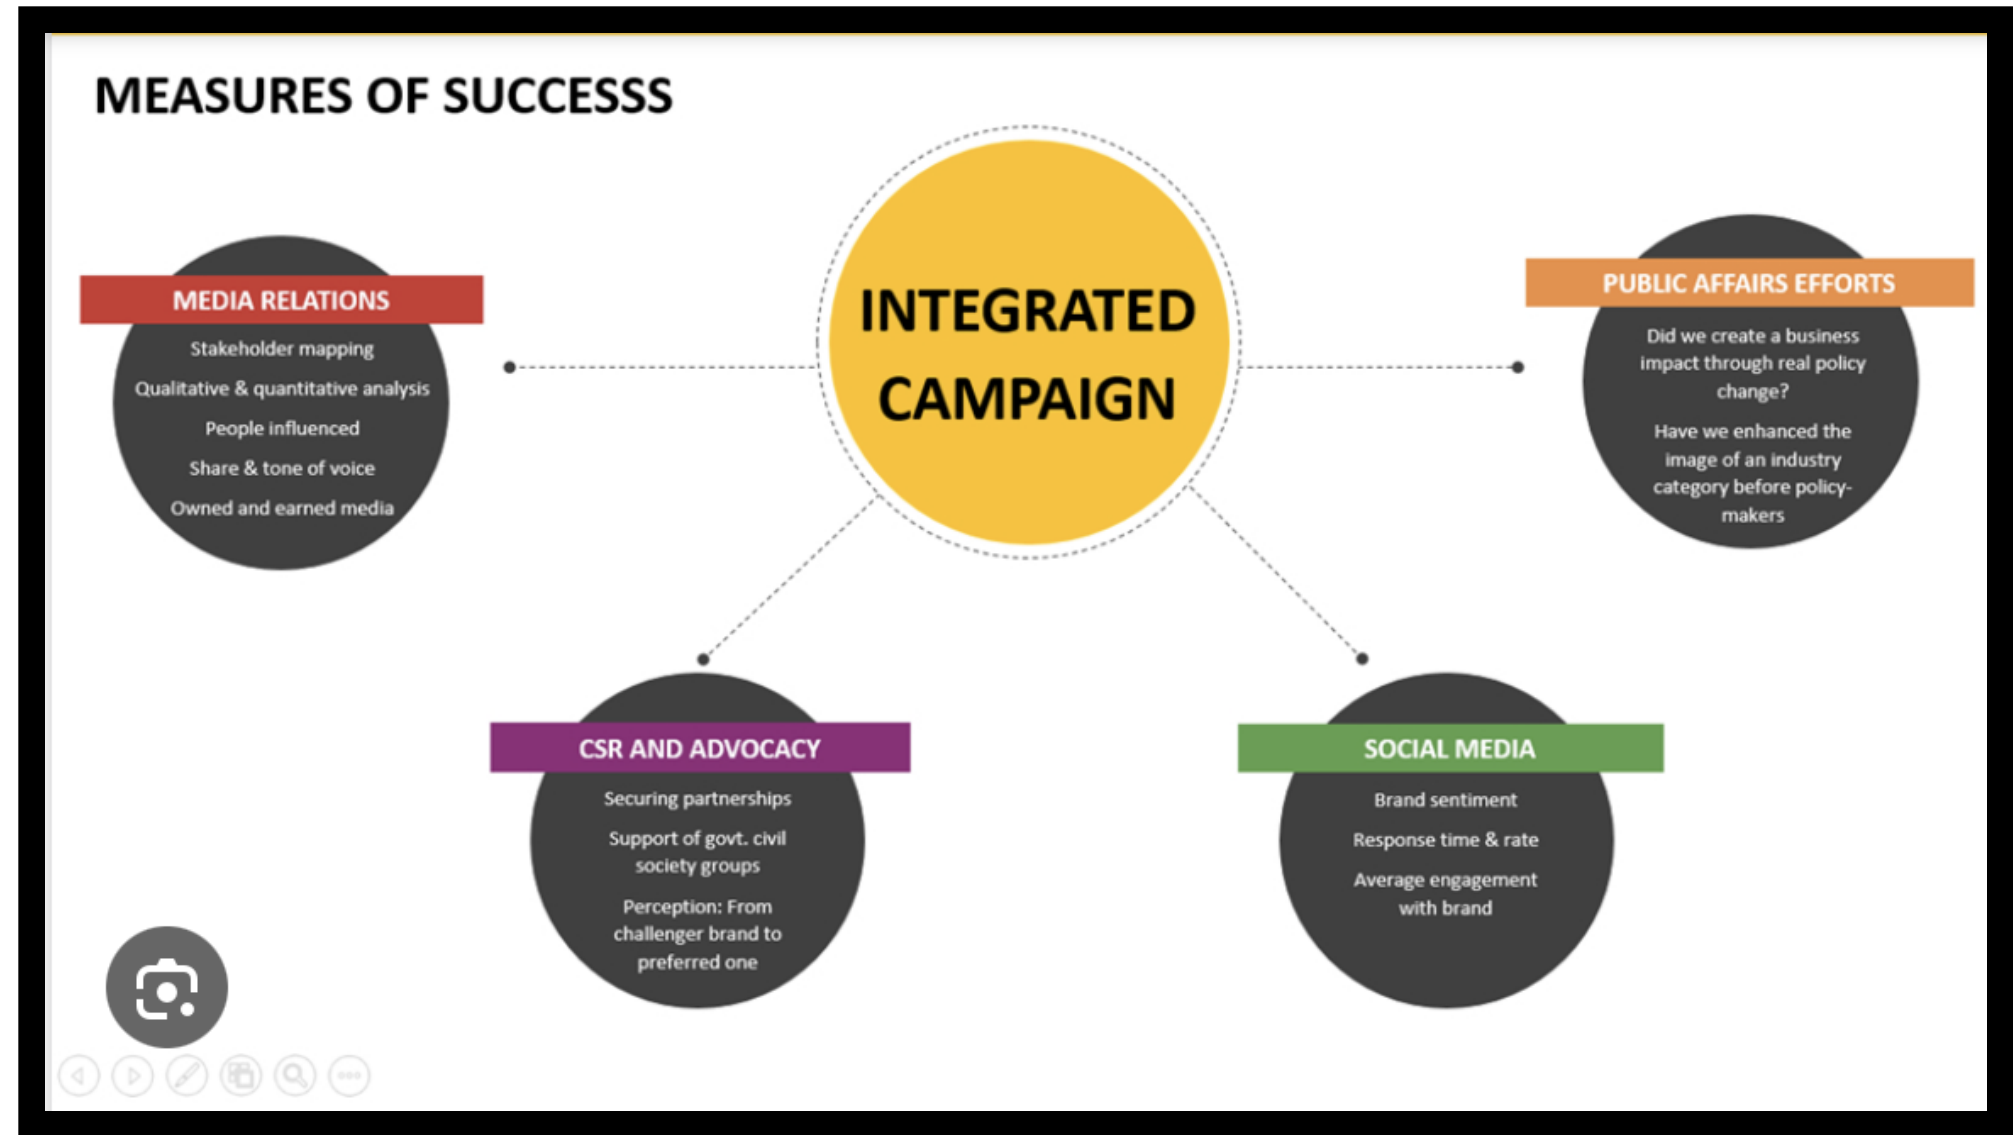 MEASURES OF SUCCESSS
INTEGRATED
CAMPAIGN
MEDIA RELATIONS
Stakeholder mapping
Qualitative & quantitative analysis
People influenced
Share & tone of voice
Owned and earned media
PUBLIC AFFAIRS EFFORTS
Did we create a business
impact through real policy
change?
Have we enhanced the
image of an industry
category before policy-
makers
CSR AND ADVOCACY
Securing partnerships
Support of govt. civil
society groups
Perception: From
challenger brand to
preferred one
SOCIAL MEDIA
Brand sentiment
Response time & rate
Average engagement
with brand